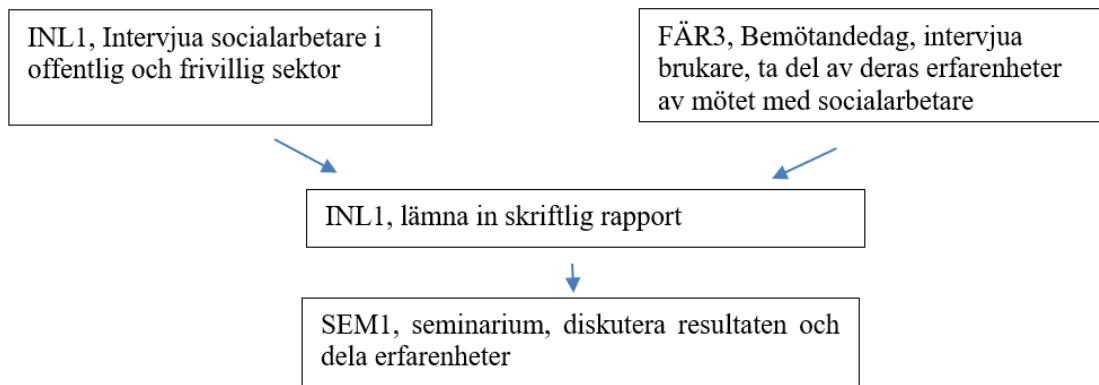 INL1, Intervjua socialarbetare i
offentlig och frivillig sektor
FÄR3, Bemötandedag, intervjua
brukare, ta del av deras erfarenheter
av mötet med socialarbetare
INL1, lämna in skriftlig rapport
SEM1, seminarium, diskutera resultaten och
dela erfarenheter